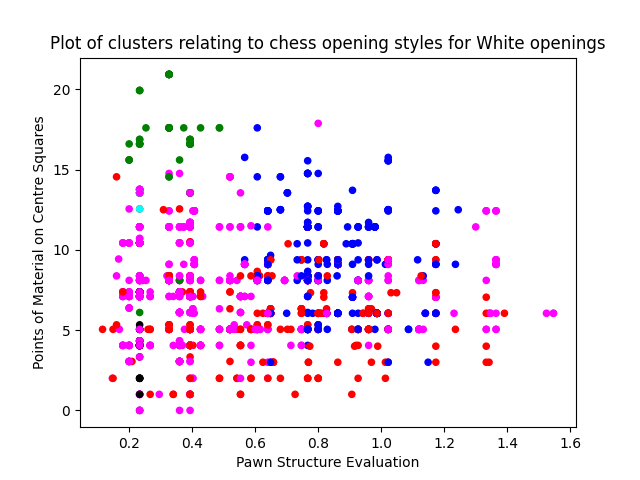 Plot of clusters relating to chess opening styles for White openings
Points of Material on Centre Squares
20
15
10
5
0
0.2 0.4 0.6 0.8 1.0 1.2 1.4 1.6
Pawn Structure Evaluation